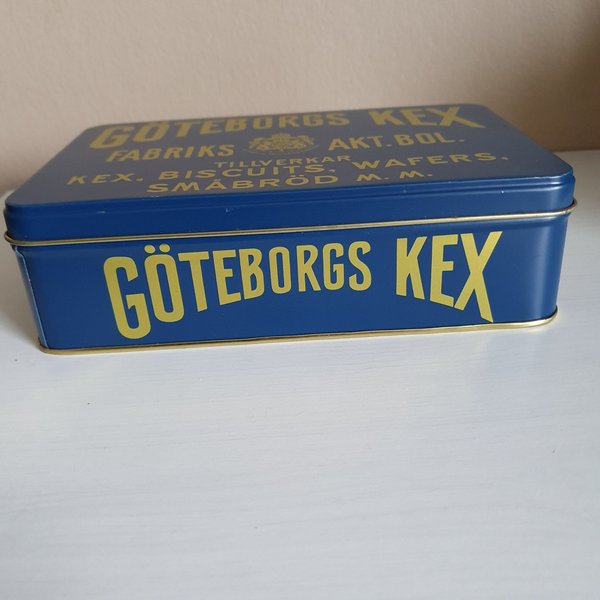 GÖTEBORGS KEX
FABRIKS AKT. BOL.
TILLVERKAR
KEX. BISCUITS, WAFERS,
SMÅBRÖD M. M.
GÖTEBORGS KEX